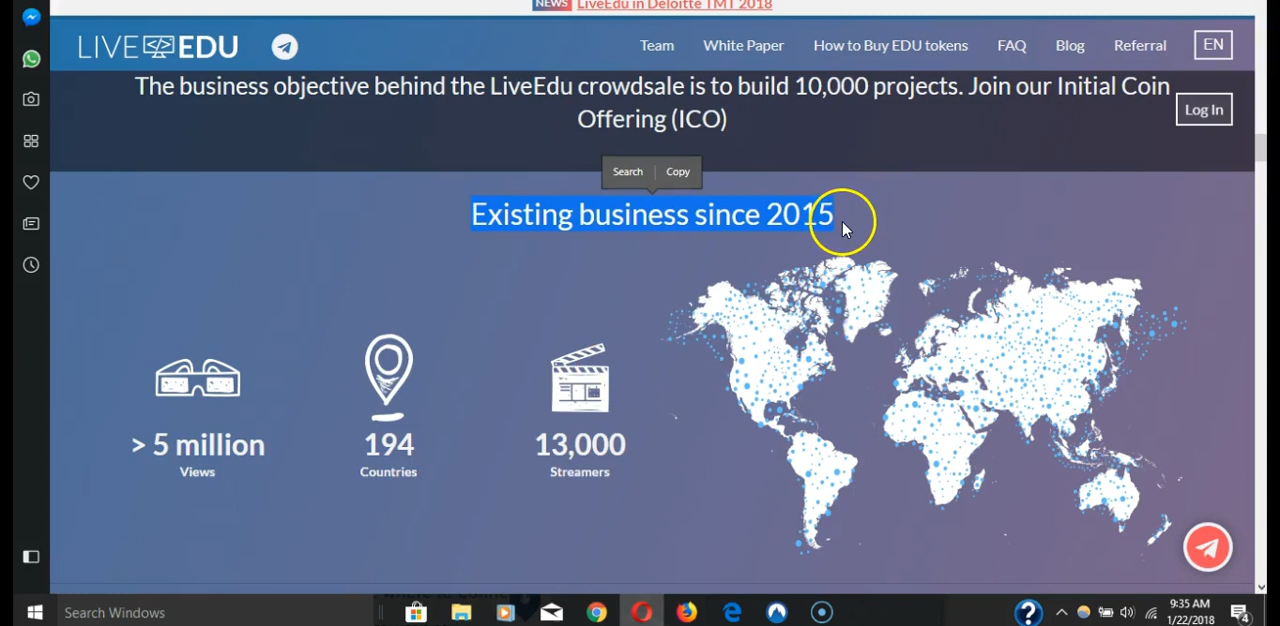 NEWS LiveEdu in Deloitte TMT 2018
LIVE EDU Team White Paper How to Buy EDU tokens FAQ Blog Referral EN
The business objective behind the LiveEdu crowdsale is to build 10,000 projects. Join our Initial Coin
Offering (ICO)
Log In
Search Copy
Existing business since 2015
> 5 million 194 13,000
Views Countries Streamers
Search Windows
9:35 AM
1/22/2018
4